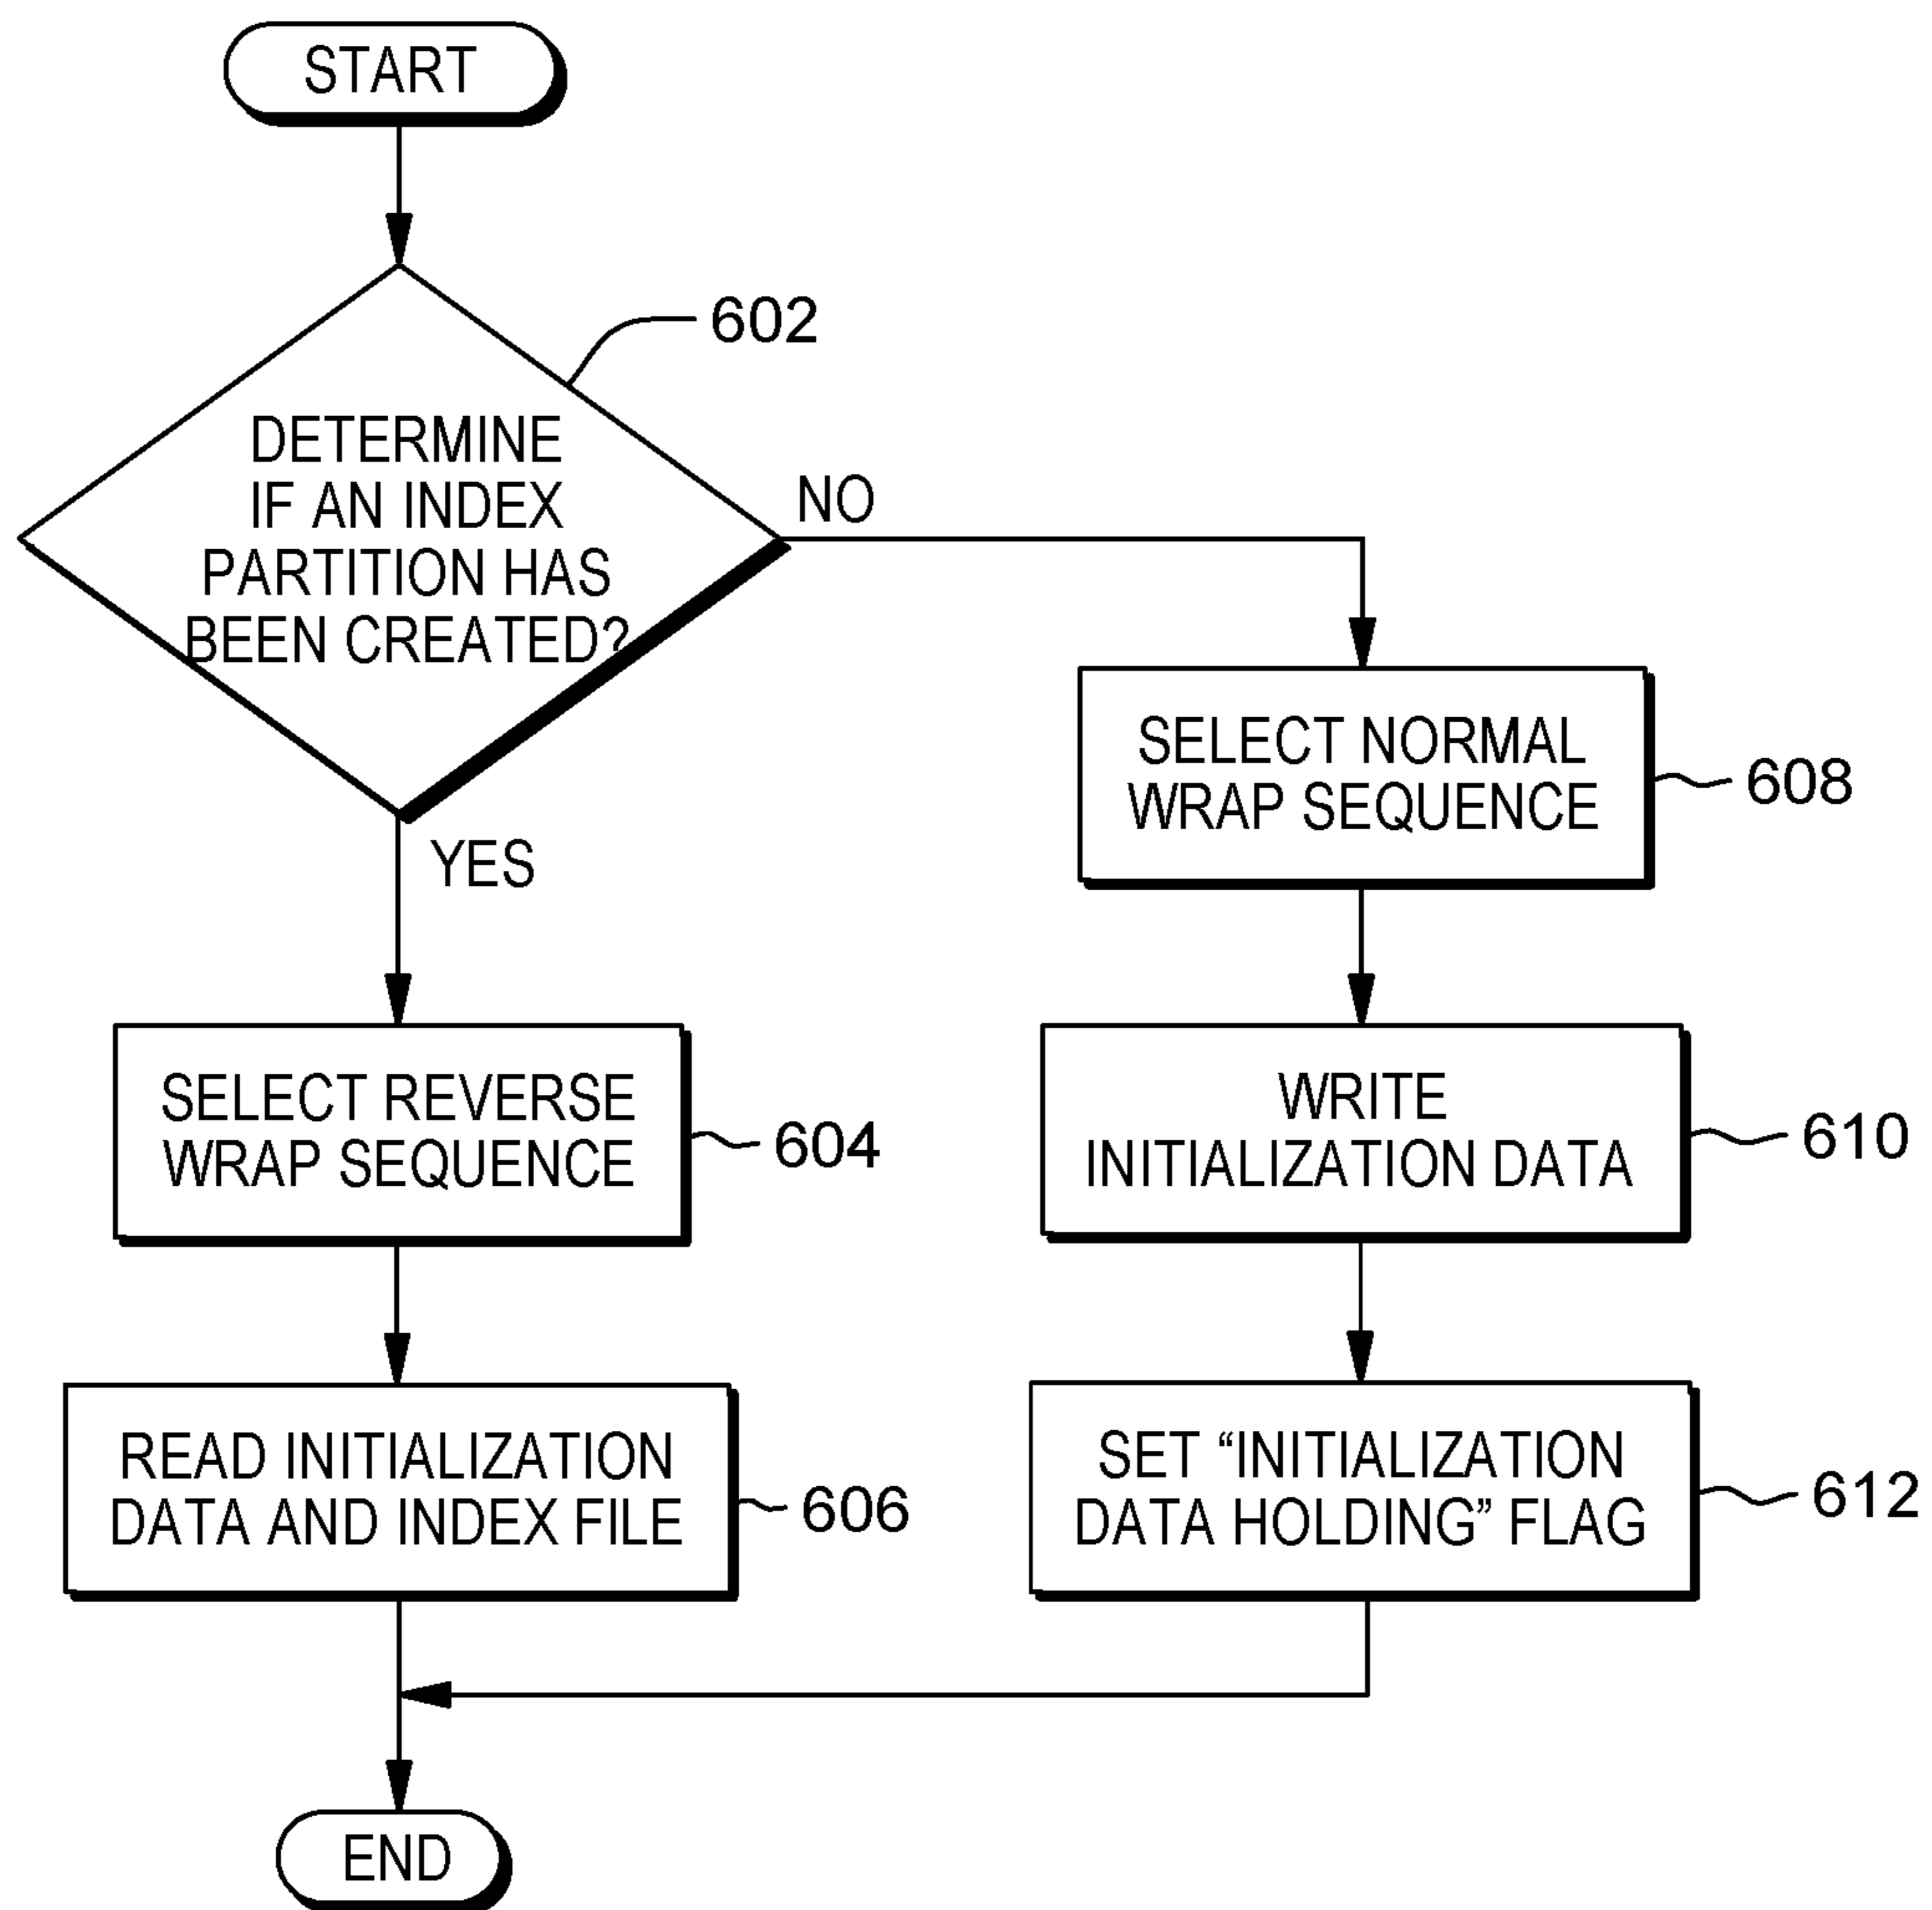 START
602
DETERMINE
IF AN INDEX
PARTITION HAS
BEEN CREATED?
NO
YES
SELECT NORMAL
WRAP SEQUENCE
608
SELECT REVERSE
WRAP SEQUENCE
604
WRITE
INITIALIZATION DATA
610
READ INITIALIZATION
DATA AND INDEX FILE
606
SET “INITIALIZATION
DATA HOLDING” FLAG
612
END